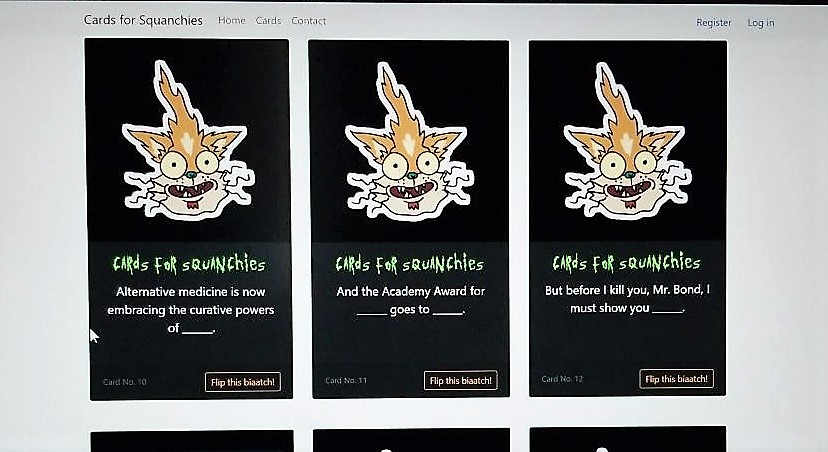 Cards for Squanchies Home Cards Contact Register Log in
CARds FoR sQUANChies
Alternative medicine is now
embracing the curative powers
of _____.
Card No. 10 Flip this biaatch!
CARds FoR sQUANChies
And the Academy Award for
_____ goes to _____.
Card No. 11 Flip this biaatch!
CARds FoR sQUANChies
But before I kill you, Mr. Bond, I
must show you _____.
Card No. 12 Flip this biaatch!